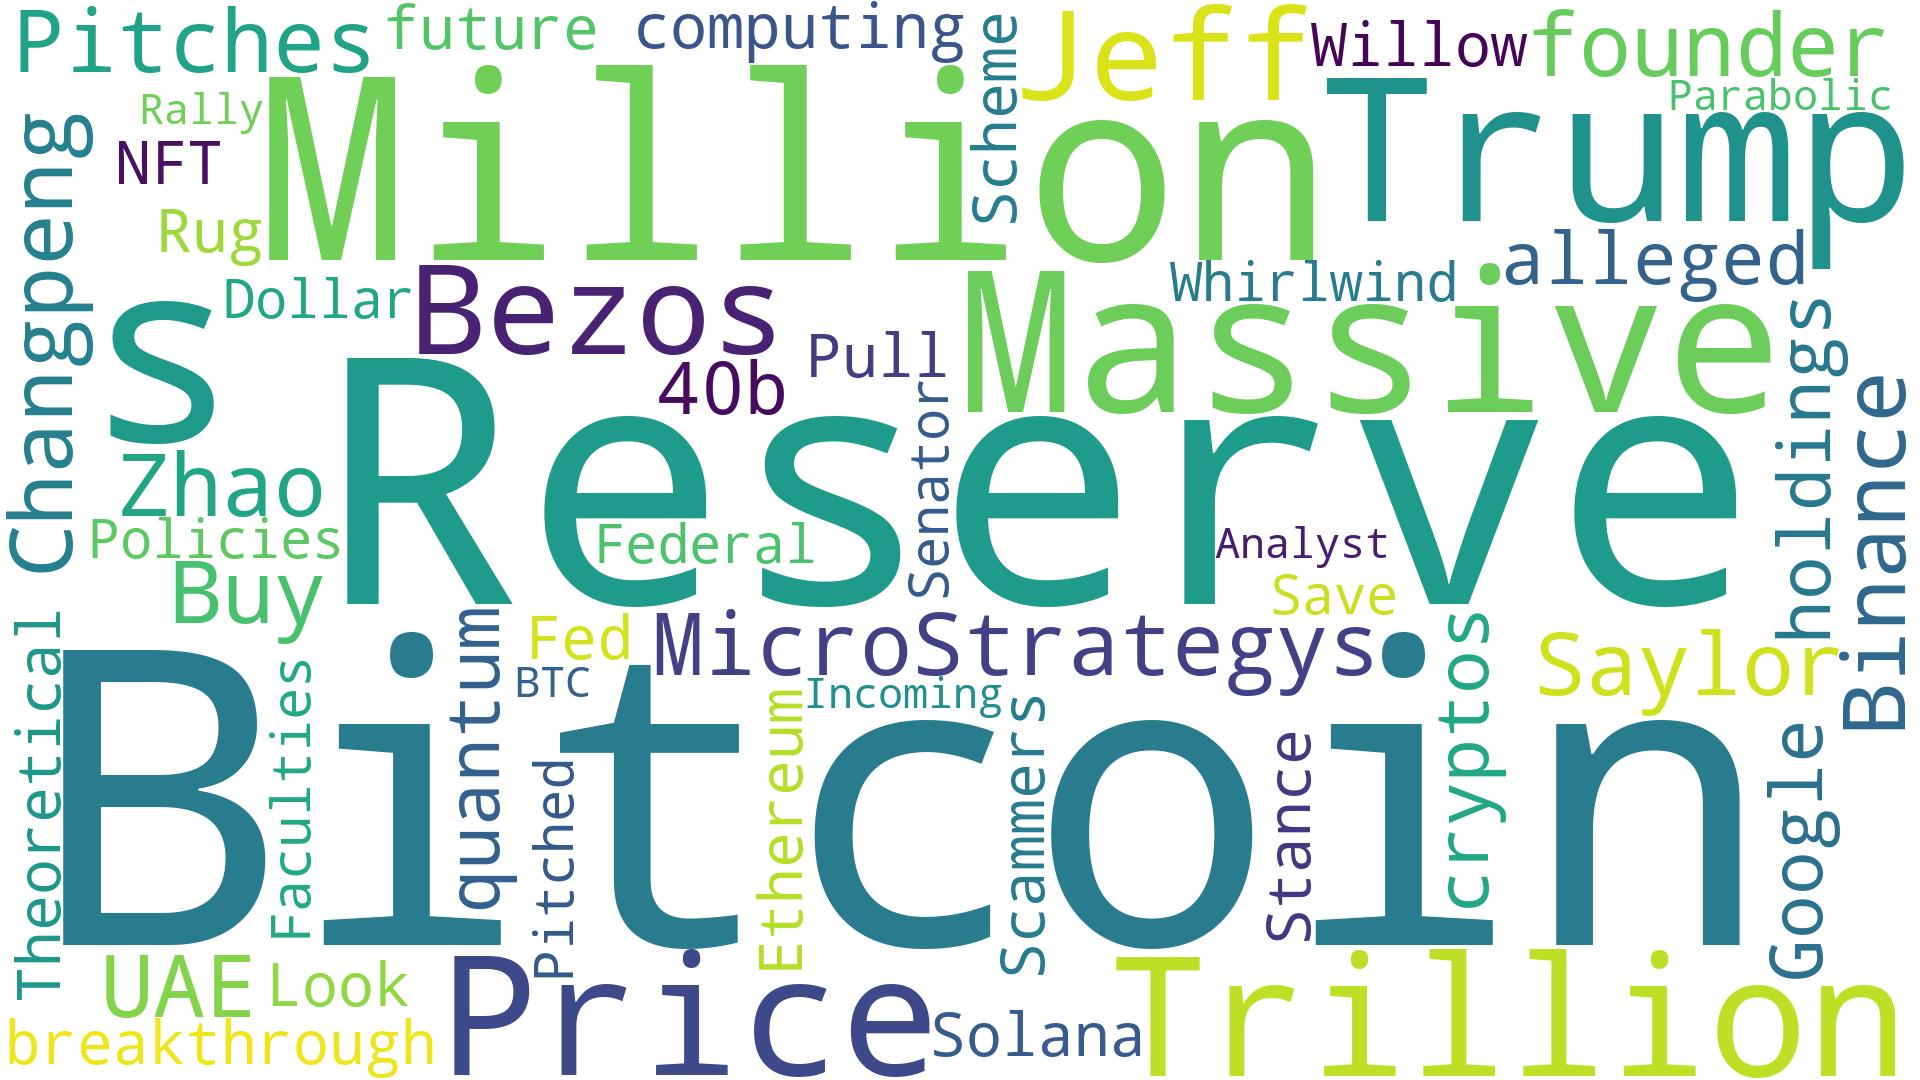 Pitches
future
computing
Scheme
Jeff
Willow
founder
Rally
Million
Trump
Parabolic
NFT
Changpeng
Rug
s
Dollar
Bezos
Whirlwind
alleged
Massive
Pull
40b
Senator
holdings
Binance
Reserve
Zhao
Policies
Federal
Analyst
Buy
Save
Theoretical
Faculties
quantum
Fed
MicroStrategys
cryptos
Saylor
BTC
Incoming
Bitcoin
Pitched
Ethereum
Scammers
Stance
Google
UAE
Look
Price
Trillion
breakthrough
Solana